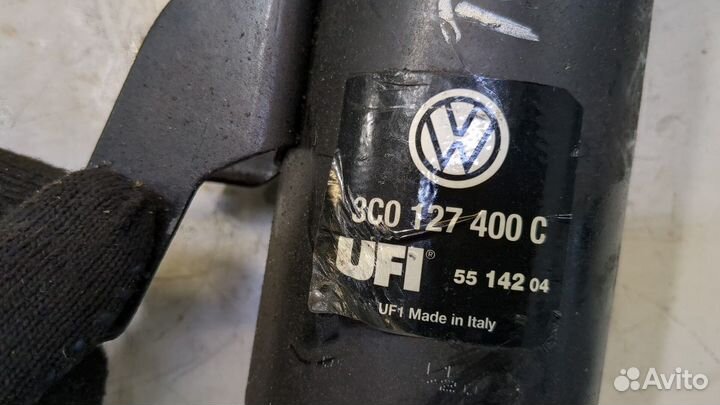 3C0 127 400 C
UFI® 55 142 04
UF1 Made in Italy
Avito